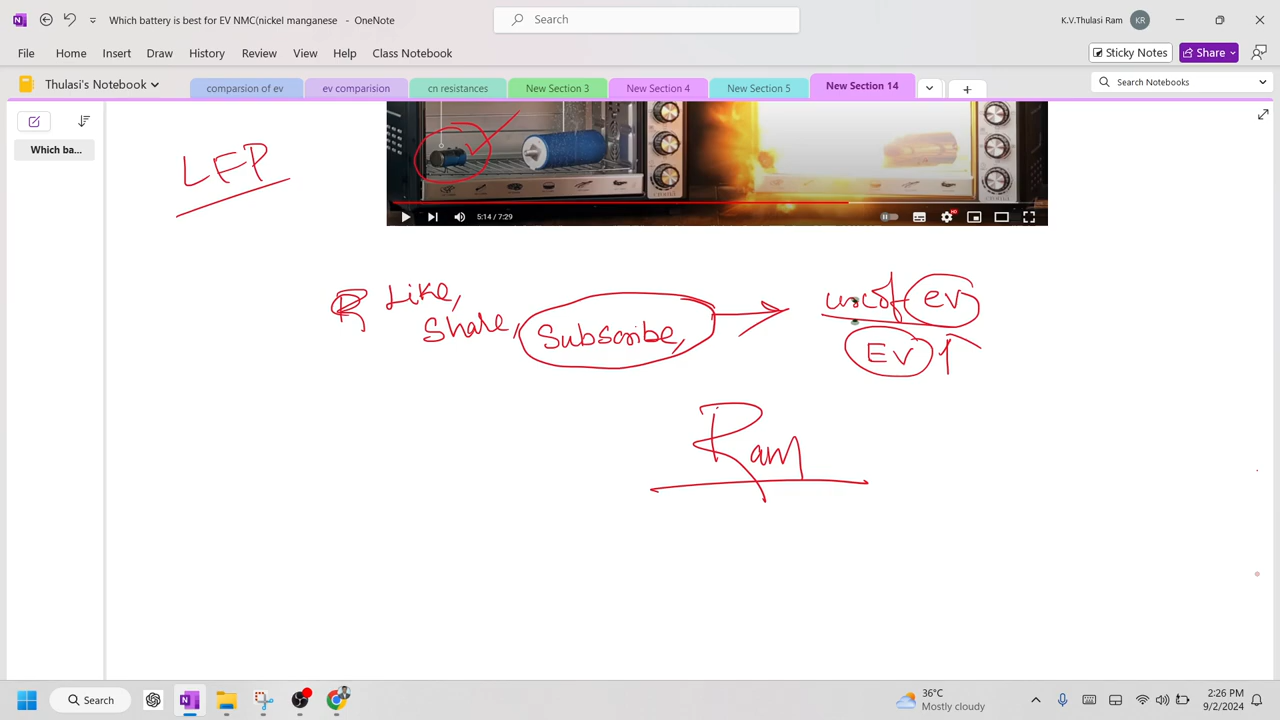 Which battery is best for EV NMC(nickel manganese - OneNote
Search
K.V.Thulasi Ram
KR
File Home Insert Draw History Review View Help Class Notebook
Sticky Notes
Share
Thulasi's Notebook
comparsion of ev
ev comparision
cn resistances
New Section 3
New Section 4
New Section 5
New Section 14
Search Notebooks
Which ba...
LFP
5:14 / 7:29
HD
R Like,
Share, Subscribe,
ev
EV
Ram
Search
36°C
Mostly cloudy
2:26 PM
9/2/2024